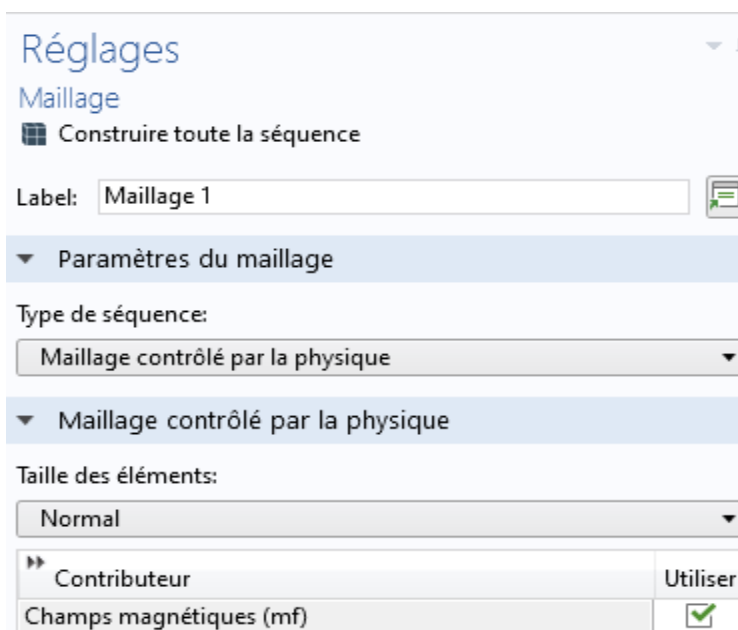 Réglages
Maillage
Construire toute la séquence
Label: Maillage 1
Paramètres du maillage
Type de séquence:
Maillage contrôlé par la physique
Maillage contrôlé par la physique
Taille des éléments:
Normal
Contributeur Utiliser
Champs magnétiques (mf)